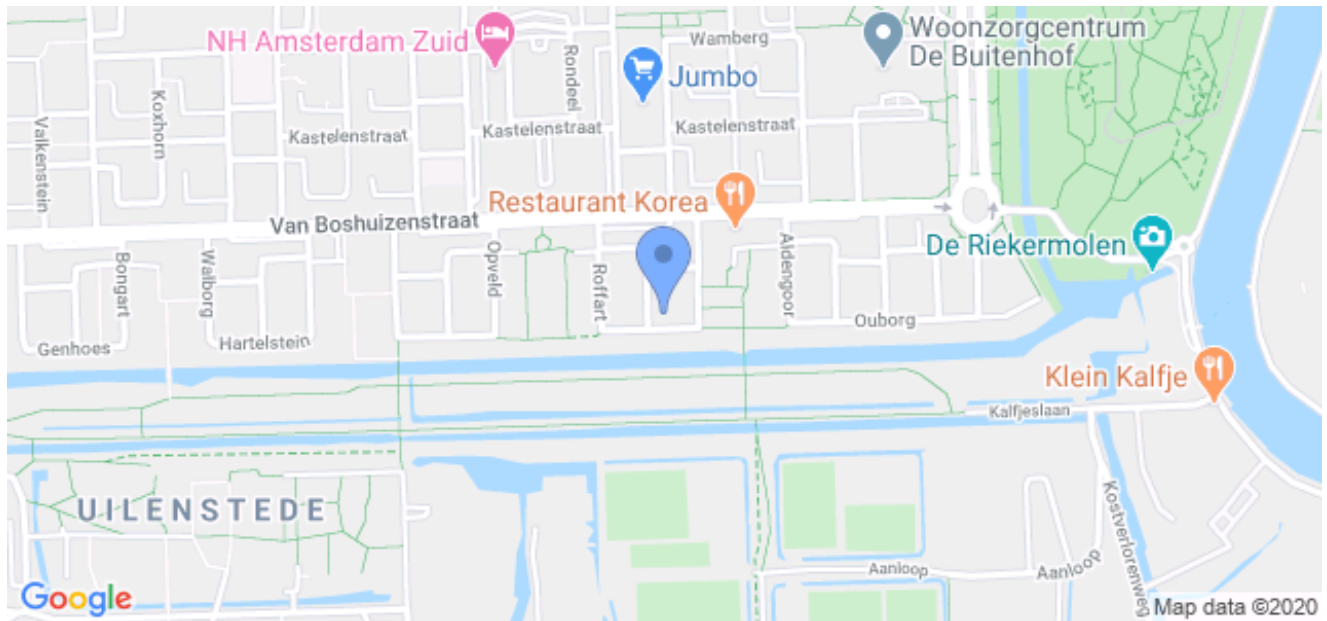 NH Amsterdam Zuid
Rondeel
Wamberg
Woonzorgcentrum
De Buitenhof
Jumbo
Koxhorn
Valkenstein
Kastelenstraat
Kastelenstraat
Kastelenstraat
Restaurant Korea
Van Boshuizenstraat
De Riekermolen
Bongart
Walborg
Opveld
Roffart
Aldengoor
Genhoes
Hartelstein
Ouborg
Klein Kalfje
Kalfjeslaan
UILENSTEDE
Kostverlorenweg
Aanloop
Aanloop
Google
Map data ©2020